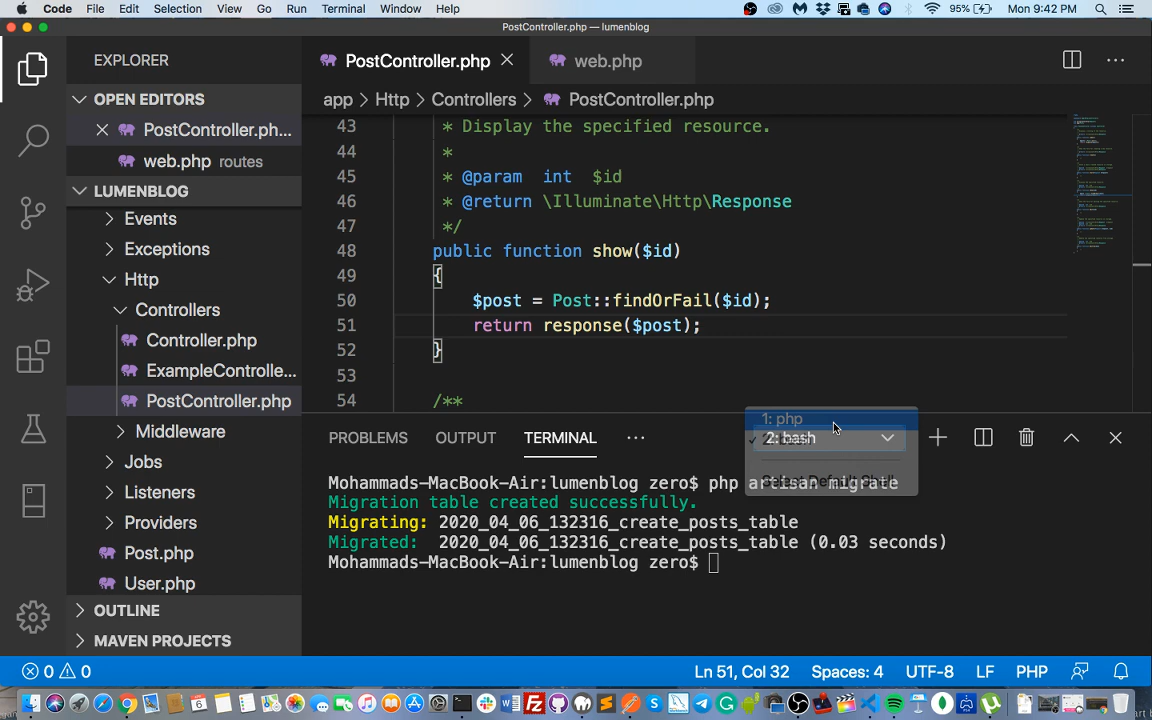 Code File Edit Selection View Go Run Terminal Window Help
95% Mon 9:42 PM
PostController.php — lumenblog
EXPLORER
PostController.php
web.php
OPEN EDITORS
app > Http > Controllers > PostController.php
PostController.ph...
web.php routes
LUMENBLOG
Events
Exceptions
Http
Controllers
Controller.php
ExampleControlle...
PostController.php
Middleware
Jobs
Listeners
Providers
Post.php
User.php
OUTLINE
MAVEN PROJECTS
43 * Display the specified resource.
44 *
45 * @param int $id
46 * @return \Illuminate\Http\Response
47 */
48 public function show($id)
49 {
50 $post = Post::findOrFail($id);
51 return response($post);
52 }
53
54 /**
PROBLEMS OUTPUT TERMINAL ...
1: php
2: bash
Mohammads-MacBook-Air:lumenblog zero$ php artisan migrate
Migration table created successfully.
Migrating: 2020_04_06_132316_create_posts_table
Migrated: 2020_04_06_132316_create_posts_table (0.03 seconds)
Mohammads-MacBook-Air:lumenblog zero$
0 0
Ln 51, Col 32 Spaces: 4 UTF-8 LF PHP